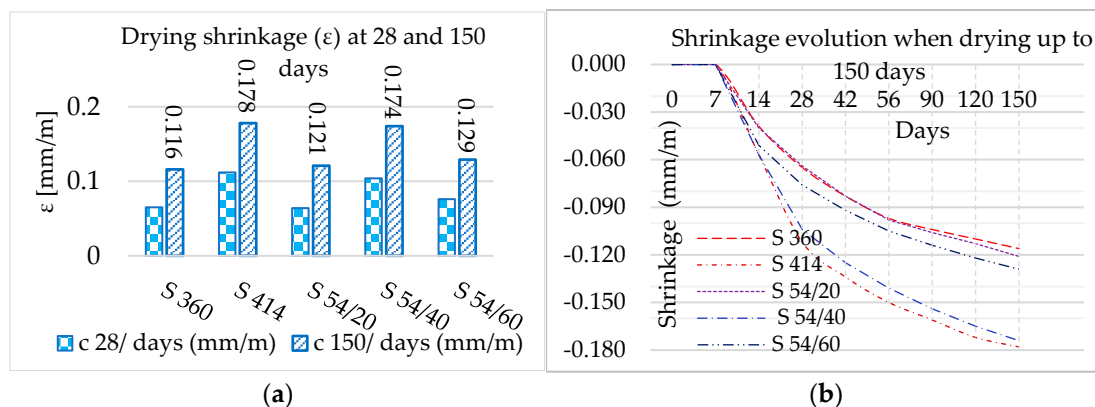 Drying shrinkage (ε) at 28 and 150
days
0.2
0.1
0
ε [mm/m]
0.116
0.178
0.121
0.174
0.129
S 360
S 414
S 54/20
S 54/40
S 54/60
c 28/ days (mm/m)
c 150/ days (mm/m)
(a)
Shrinkage evolution when drying up to
150 days
0.000
-0.030
-0.060
-0.090
-0.120
-0.150
-0.180
0 7 14 28 42 56 90 120 150
Days
Shrinkage (mm/m)
S 360
S 414
S 54/20
S 54/40
S 54/60
(b)